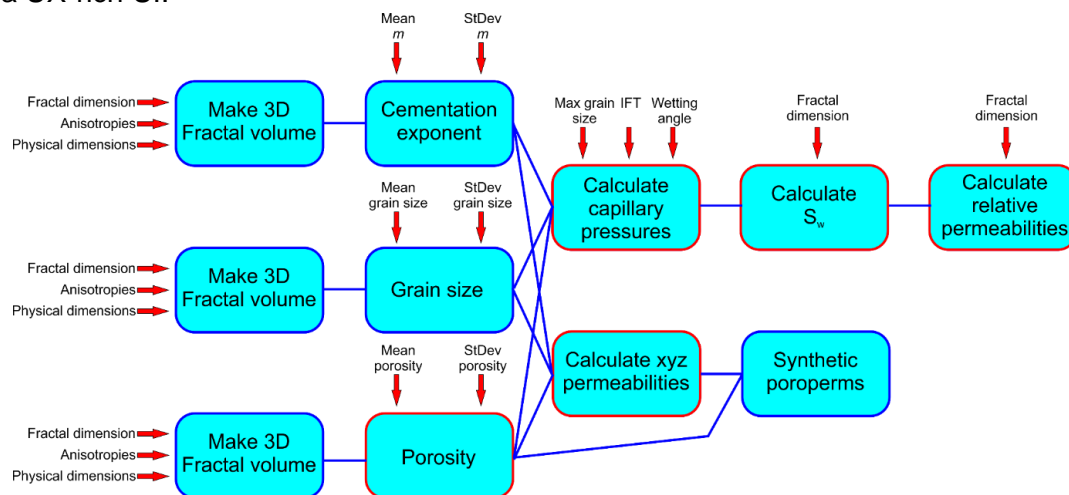 a UX-rich UI.
Mean
m
StDev
m
Fractal dimension
Anisotropies
Physical dimensions
Make 3D
Fractal volume
Cementation
exponent
Max grain
size
IFT
Wetting
angle
Fractal
dimension
Fractal
dimension
Mean
grain size
StDev
grain size
Calculate
capillary
pressures
Calculate
Sw
Calculate
relative
permeabilities
Fractal dimension
Anisotropies
Physical dimensions
Make 3D
Fractal volume
Grain size
Mean
porosity
StDev
porosity
Calculate xyz
permeabilities
Synthetic
poroperms
Fractal dimension
Anisotropies
Physical dimensions
Make 3D
Fractal volume
Porosity